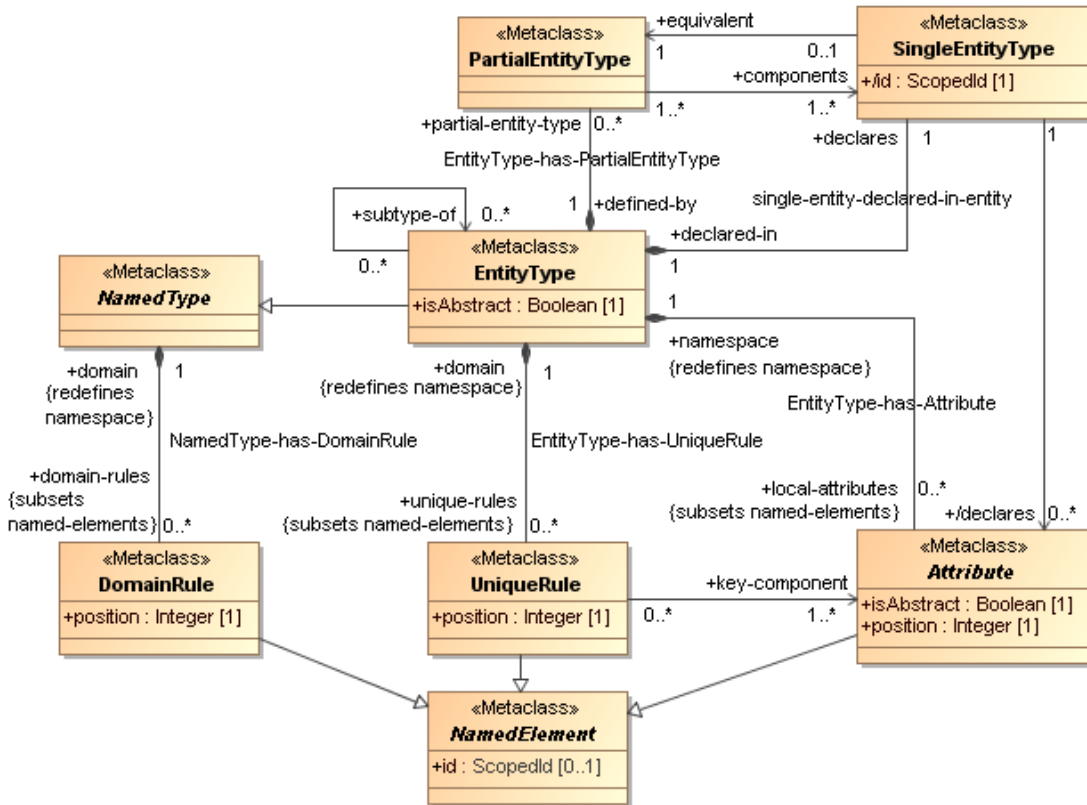 «Metaclass»
PartialEntityType
+equivalent
1
0..1
«Metaclass»
SingleEntityType
+/id : ScopedId [1]
+components
1..*
1..*
+partial-entity-type
0..*
EntityType-has-PartialEntityType
+declares
1
1
+subtype-of
0..*
0..*
1
+defined-by
single-entity-declared-in-entity
+declared-in
1
«Metaclass»
EntityType
+isAbstract : Boolean [1]
«Metaclass»
NamedType
1
+namespace
{redefines namespace}
+domain
{redefines
namespace}
1
+domain
{redefines namespace}
1
EntityType-has-Attribute
NamedType-has-DomainRule
EntityType-has-UniqueRule
+domain-rules
{subsets
named-elements}
0..*
+unique-rules
{subsets named-elements}
0..*
+local-attributes
{subsets named-elements}
0..*
+/declares
0..*
«Metaclass»
DomainRule
+position : Integer [1]
«Metaclass»
UniqueRule
+position : Integer [1]
+key-component
0..*
1..*
«Metaclass»
Attribute
+isAbstract : Boolean [1]
+position : Integer [1]
«Metaclass»
NamedElement
+id : ScopedId [0..1]